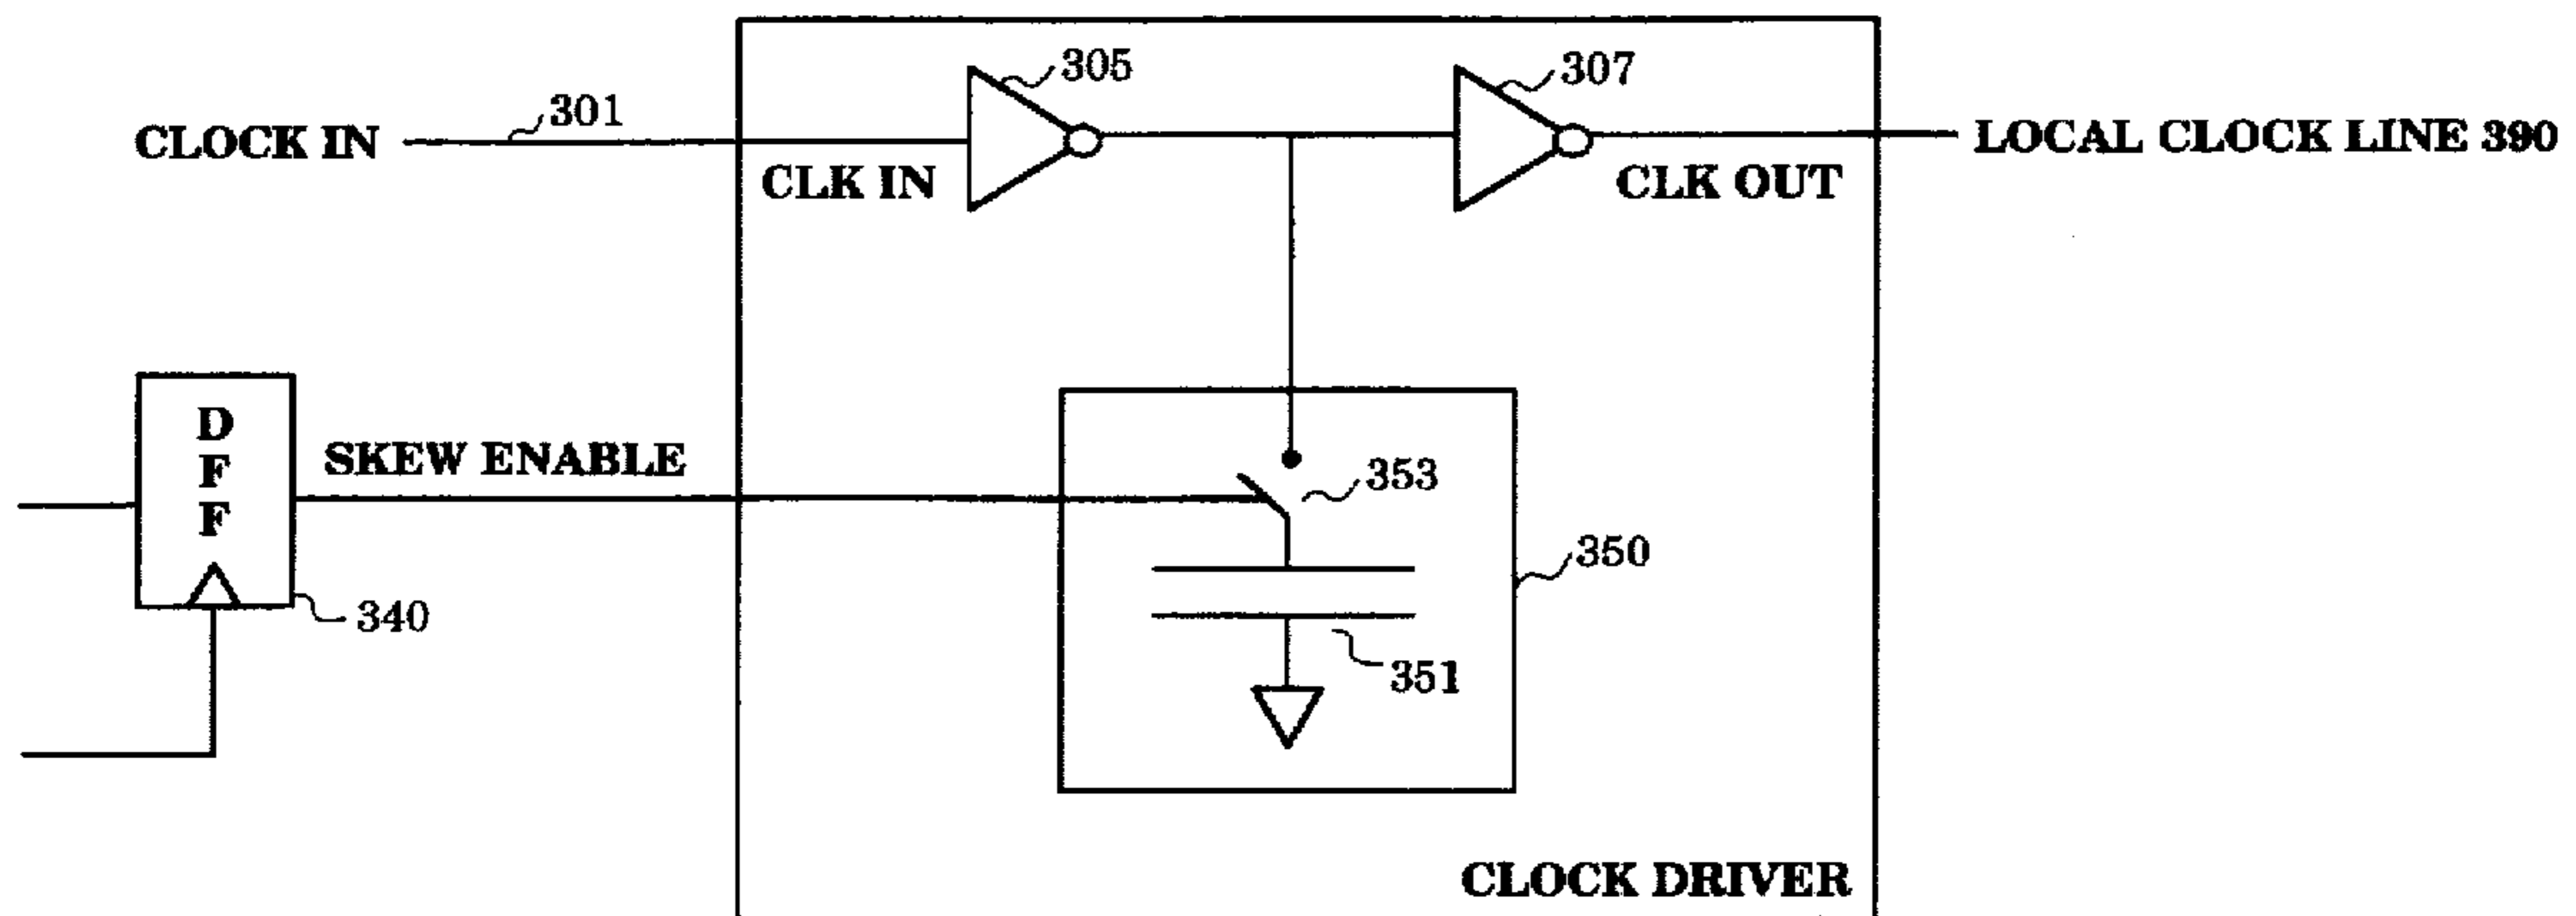 305
307
301
CLOCK IN
LOCAL CLOCK LINE 390
CLK IN
CLK OUT
D
F
F
SKEW ENABLE
353
350
340
351
CLOCK DRIVER